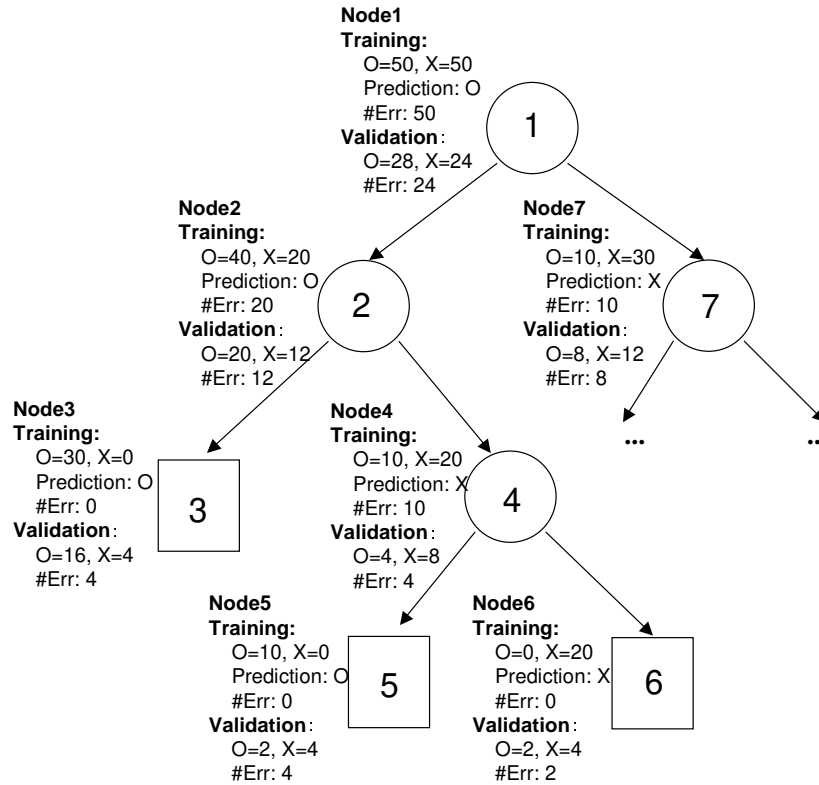 Node1
Training:
O=50, X=50
Prediction: O
#Err: 50
Validation:
O=28, X=24
#Err: 24
1
Node2
Training:
O=40, X=20
Prediction: O
#Err: 20
Validation:
O=20, X=12
#Err: 12
2
Node7
Training:
O=10, X=30
Prediction: X
#Err: 10
Validation:
O=8, X=12
#Err: 8
7
...
..
Node3
Training:
O=30, X=0
Prediction: O
#Err: 0
Validation:
O=16, X=4
#Err: 4
3
Node4
Training:
O=10, X=20
Prediction: X
#Err: 10
Validation:
O=4, X=8
#Err: 4
4
Node5
Training:
O=10, X=0
Prediction: O
#Err: 0
Validation:
O=2, X=4
#Err: 4
5
Node6
Training:
O=0, X=20
Prediction: X
#Err: 0
Validation:
O=2, X=4
#Err: 2
6